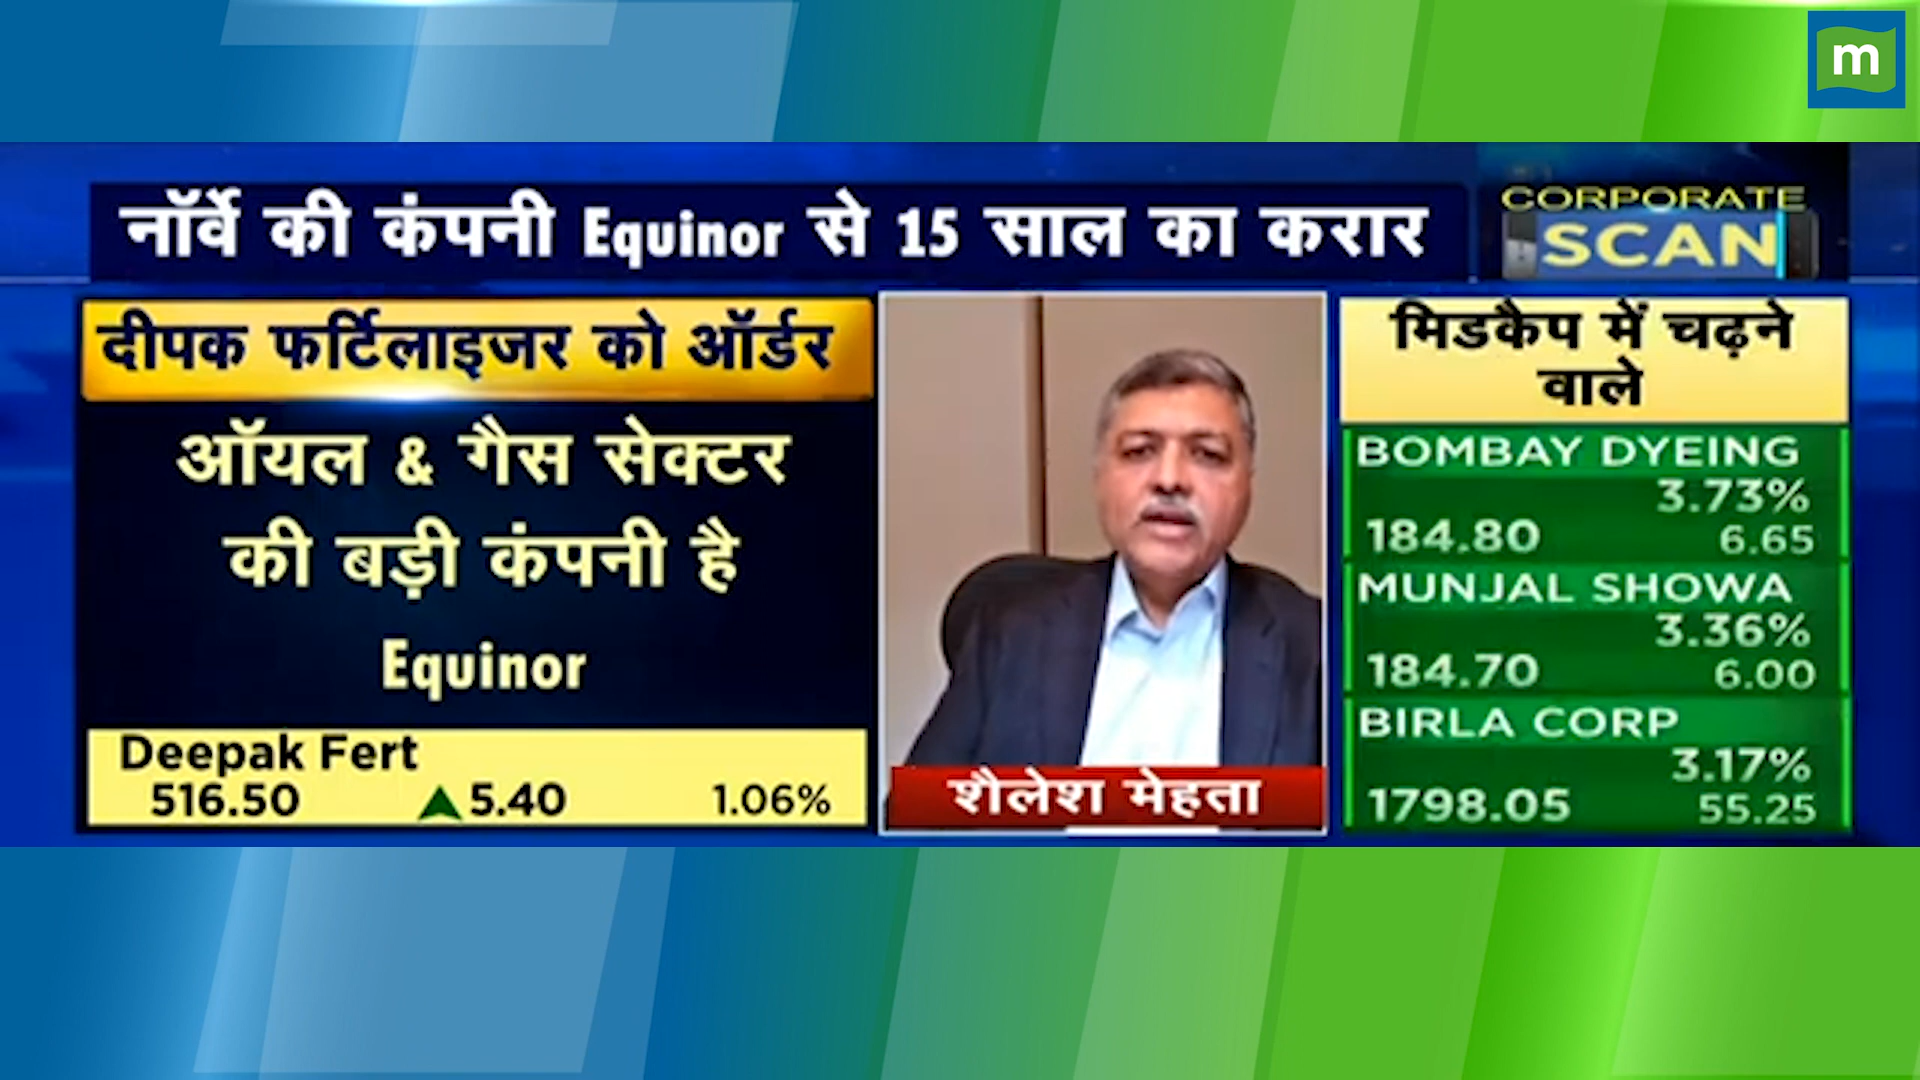 m
नॉर्वे की कंपनी Equinor से 15 साल का करार
CORPORATE
SCAN
दीपक फर्टिलाइजर को ऑर्डर
ऑयल & गैस सेक्टर
की बड़ी कंपनी है
Equinor
Deepak Fert
516.50 ▲5.40 1.06%
शैलेश मेहता
मिडकैप में चढ़ने
वाले
BOMBAY DYEING
3.73%
184.80 6.65
MUNJAL SHOWA
3.36%
184.70 6.00
BIRLA CORP
3.17%
1798.05 55.25